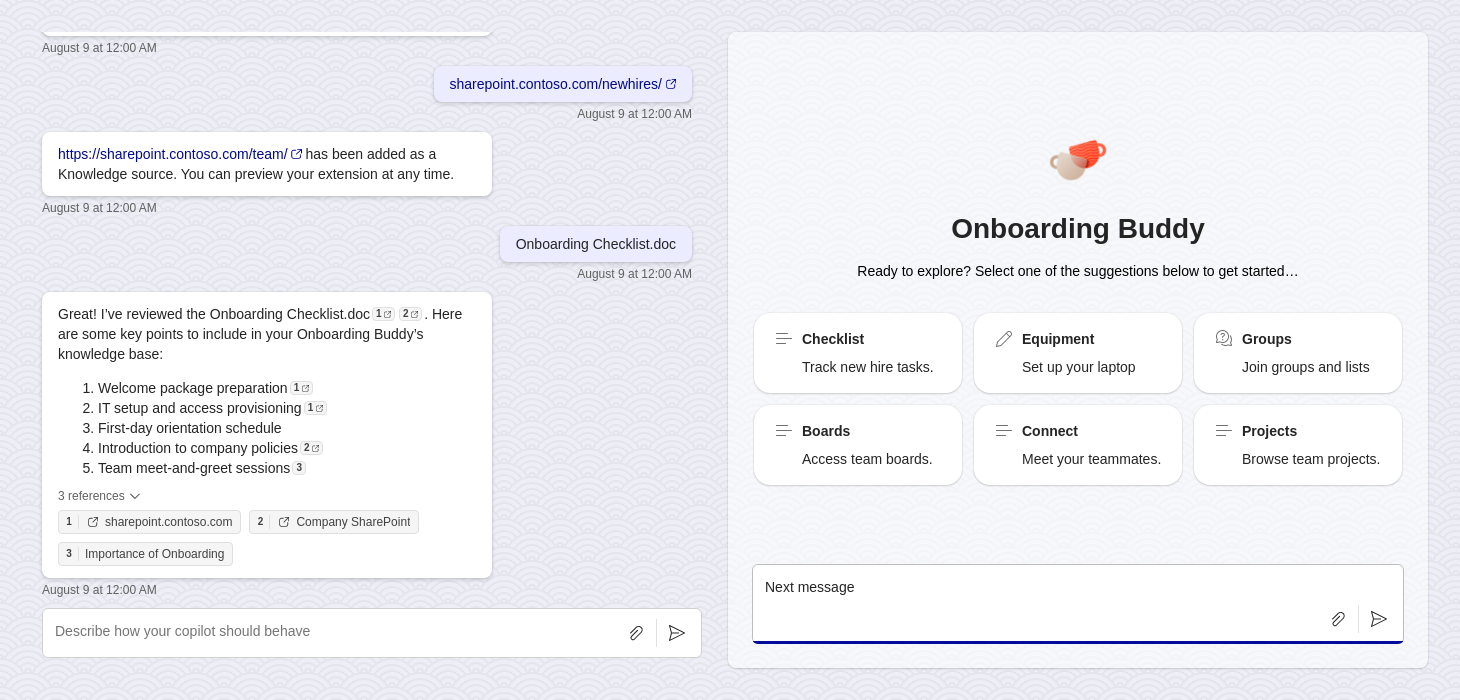 August 9 at 12:00 AM
sharepoint.contoso.com/newhires/
August 9 at 12:00 AM
https://sharepoint.contoso.com/team/ has been added as a
Knowledge source. You can preview your extension at any time.
August 9 at 12:00 AM
Onboarding Checklist.doc
August 9 at 12:00 AM
Great! I’ve reviewed the Onboarding Checklist.doc 1 2 . Here
are some key points to include in your Onboarding Buddy’s
knowledge base:
1. Welcome package preparation 1
2. IT setup and access provisioning 1
3. First-day orientation schedule
4. Introduction to company policies 2
5. Team meet-and-greet sessions 3
3 references
1 sharepoint.contoso.com 2 Company SharePoint
3 Importance of Onboarding
August 9 at 12:00 AM
Describe how your copilot should behave
Onboarding Buddy
Ready to explore? Select one of the suggestions below to get started…
Checklist
Track new hire tasks.
Equipment
Set up your laptop
Groups
Join groups and lists
Boards
Access team boards.
Connect
Meet your teammates.
Projects
Browse team projects.
Next message